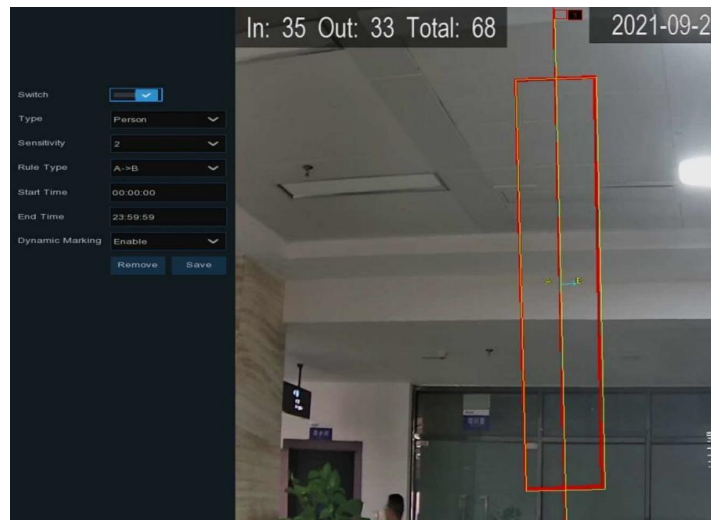 In: 35 Out: 33 Total: 68
2021-09-2
Switch
Type Person
Sensitivity 2
Rule Type A->B
Start Time 00:00:00
End Time 23:59:59
Dynamic Marking Enable
Remove Save